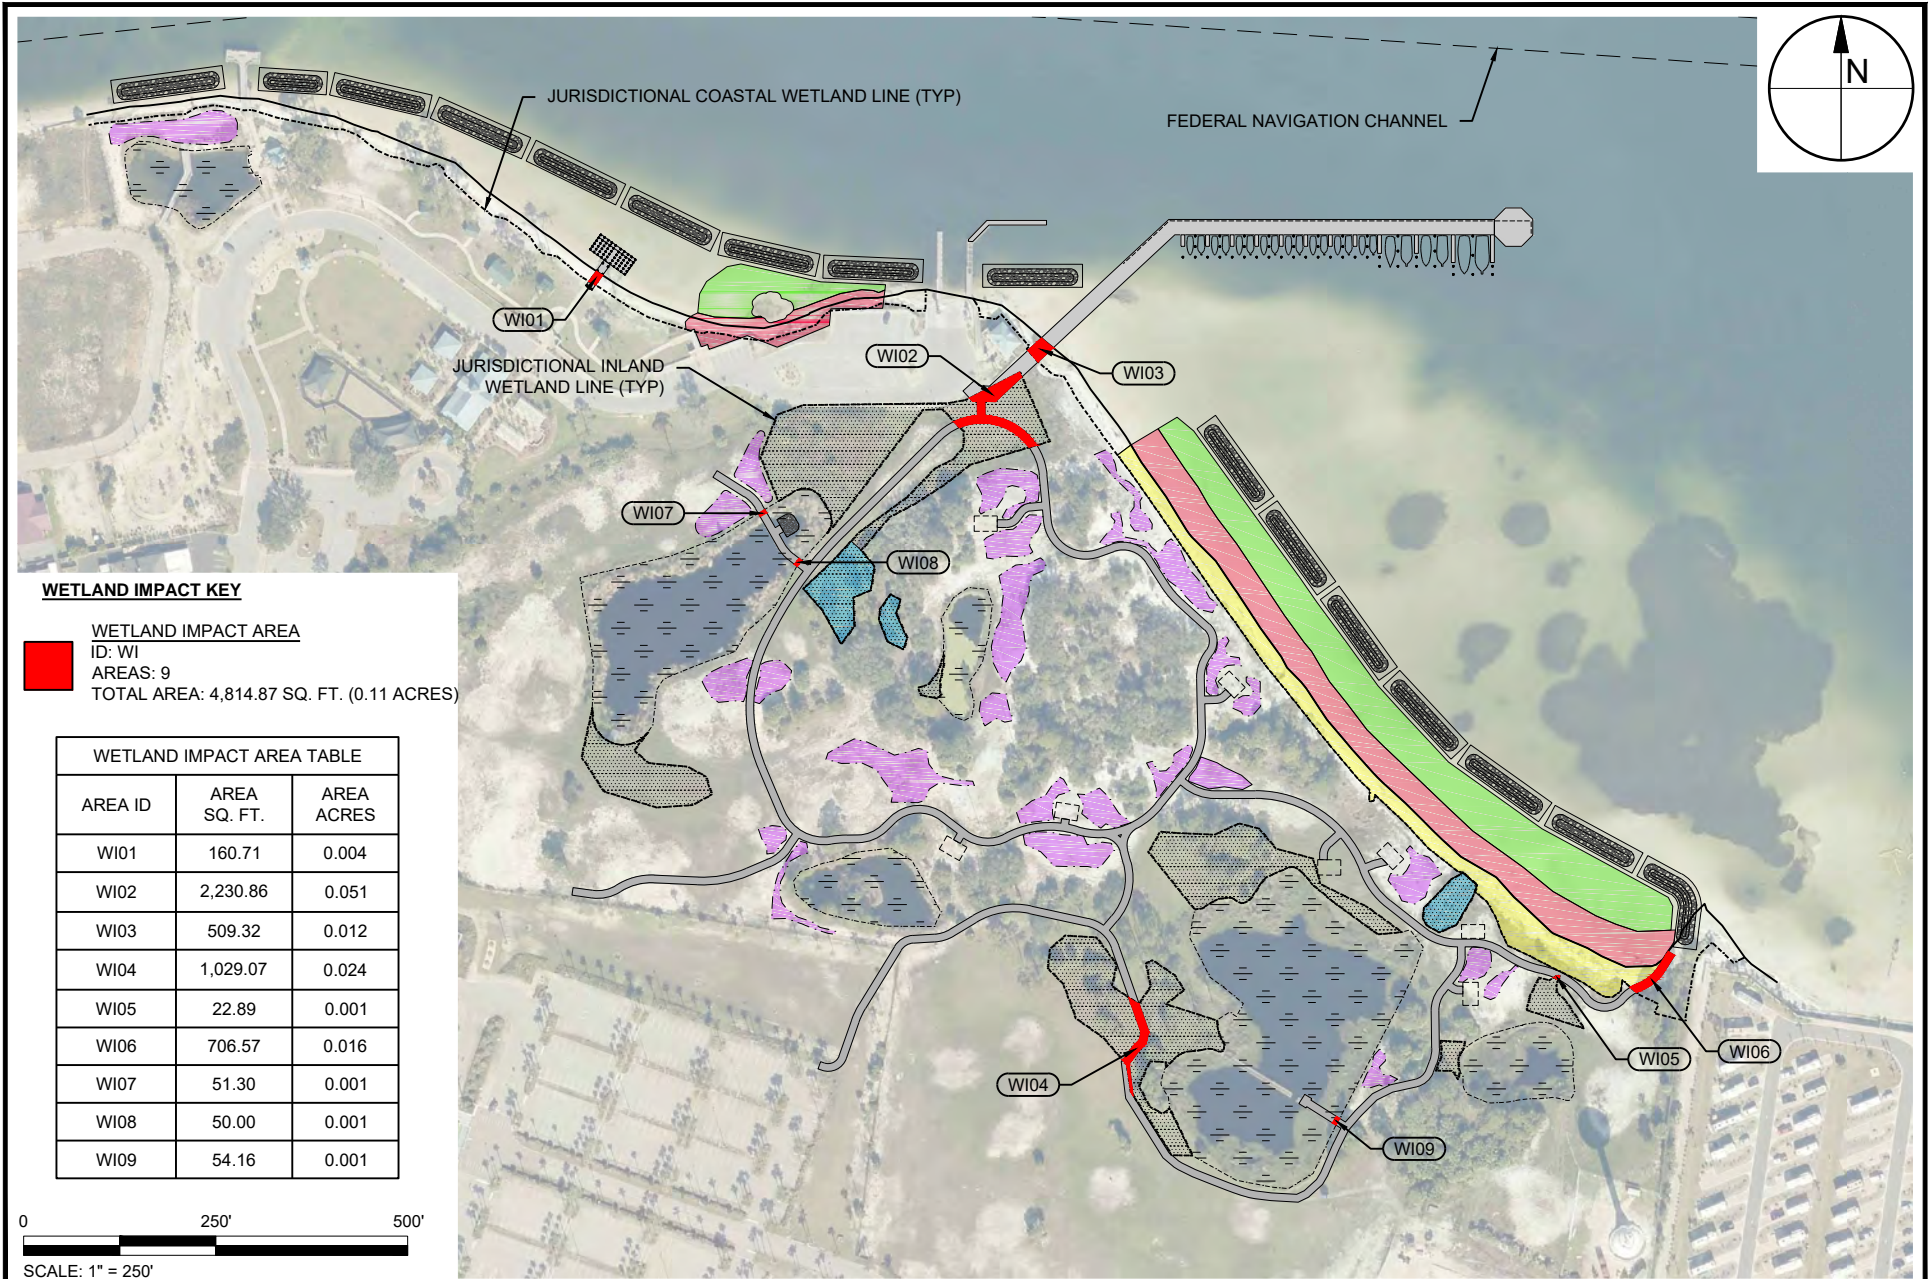 JURISDICTIONAL COASTAL WETLAND LINE (TYP)
FEDERAL NAVIGATION CHANNEL
N
WI01
JURISDICTIONAL INLAND
WETLAND LINE (TYP)
WI02
WI03
WI07
WI08
WI04
WI05
WI06
WI09
WETLAND IMPACT KEY
WETLAND IMPACT AREA
ID: WI
AREAS: 9
TOTAL AREA: 4,814.87 SQ. FT. (0.11 ACRES)
WETLAND IMPACT AREA TABLE
AREA ID AREA SQ. FT. AREA ACRES
WI01 160.71 0.004
WI02 2,230.86 0.051
WI03 509.32 0.012
WI04 1,029.07 0.024
WI05 22.89 0.001
WI06 706.57 0.016
WI07 51.30 0.001
WI08 50.00 0.001
WI09 54.16 0.001
0 250' 500'
SCALE: 1" = 250'